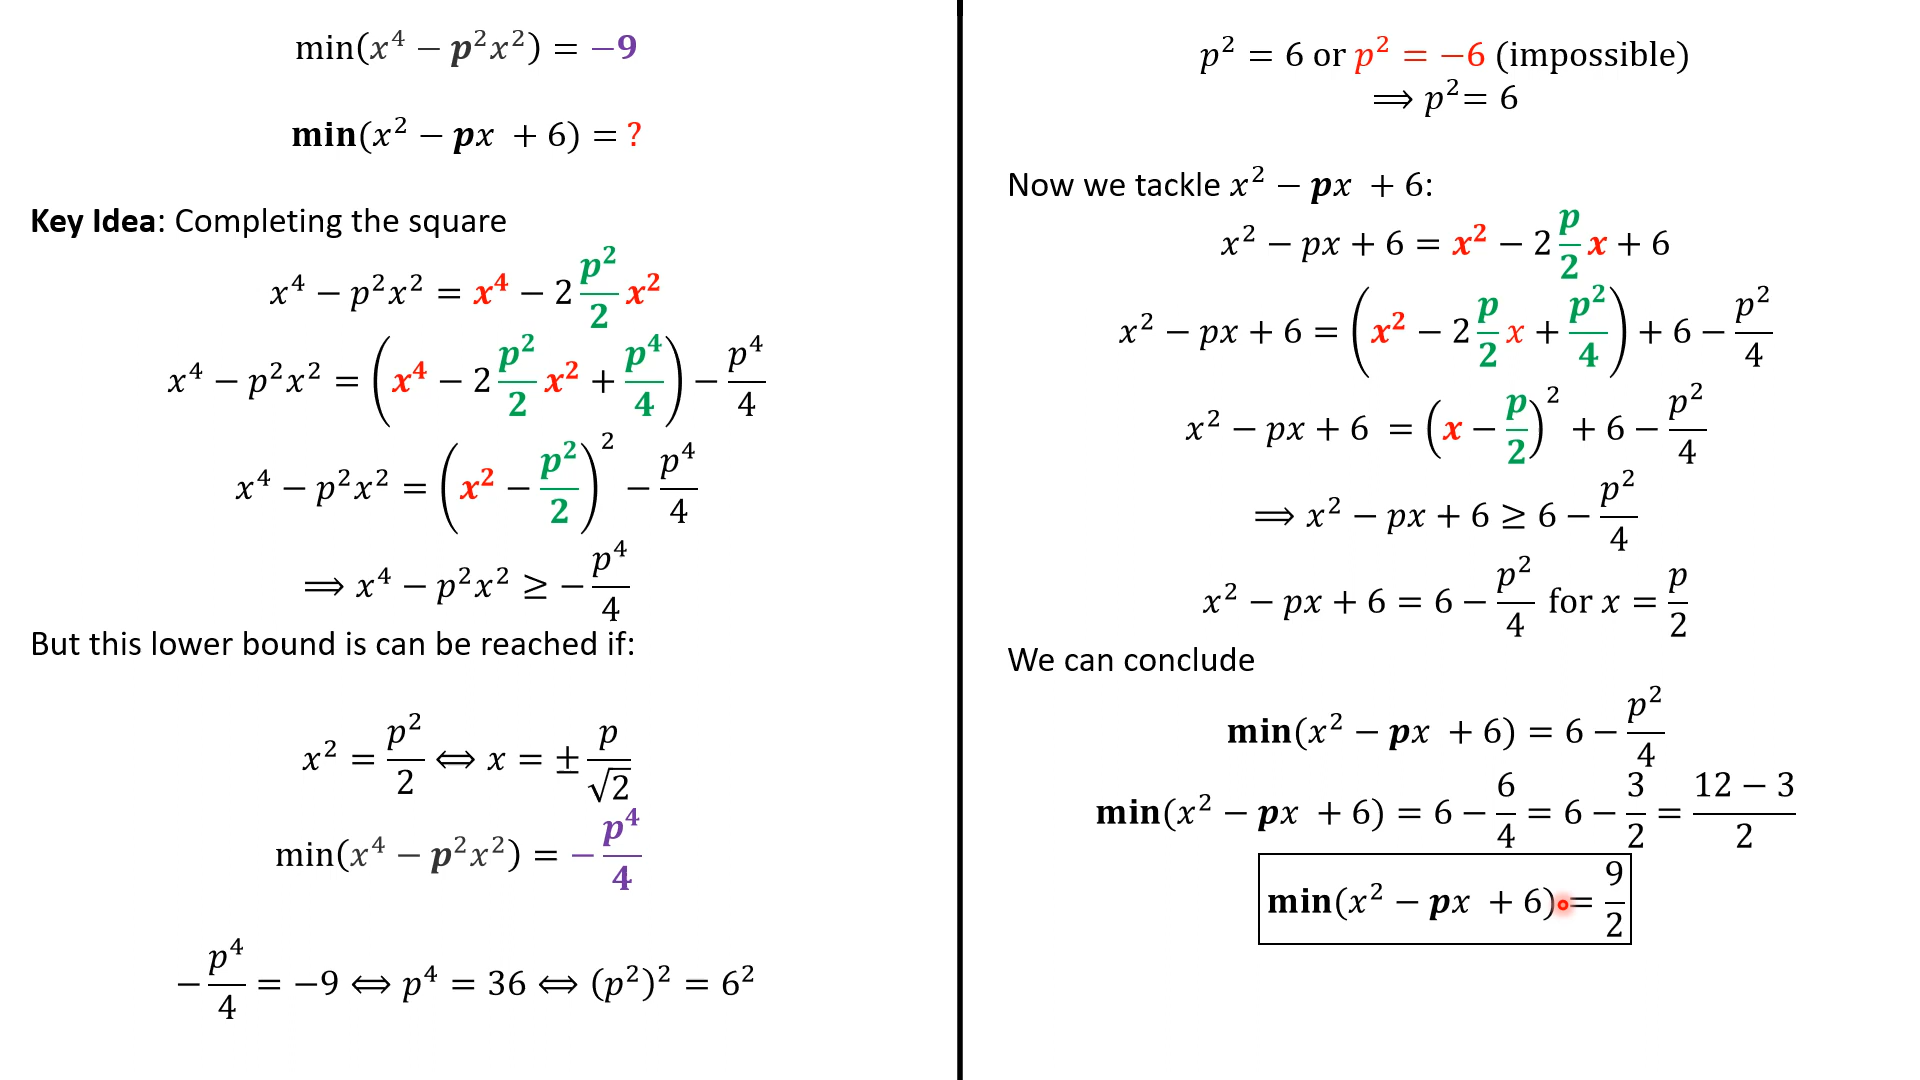 min(x⁴ − p²x²) = −9
min(x² − px + 6) = ?
Key Idea: Completing the square
x⁴ − p²x² = x⁴ − 2 p²/2 x²
x⁴ − p²x² = (x⁴ − 2 p²/2 x² + p⁴/4) − p⁴/4
x⁴ − p²x² = (x² − p²/2)² − p⁴/4
⟹ x⁴ − p²x² ≥ − p⁴/4
But this lower bound is can be reached if:
x² = p²/2 ⟺ x = ± p/√2
min(x⁴ − p²x²) = − p⁴/4
− p⁴/4 = −9 ⟺ p⁴ = 36 ⟺ (p²)² = 6²
p² = 6 or p² = −6 (impossible)
⟹ p² = 6
Now we tackle x² − px + 6:
x² − px + 6 = x² − 2 p/2 x + 6
x² − px + 6 = (x² − 2 p/2 x + p²/4) + 6 − p²/4
x² − px + 6 = (x − p/2)² + 6 − p²/4
⟹ x² − px + 6 ≥ 6 − p²/4
x² − px + 6 = 6 − p²/4 for x = p/2
We can conclude
min(x² − px + 6) = 6 − p²/4
min(x² − px + 6) = 6 − 6/4 = 6 − 3/2 = (12 − 3)/2
min(x² − px + 6) = 9/2